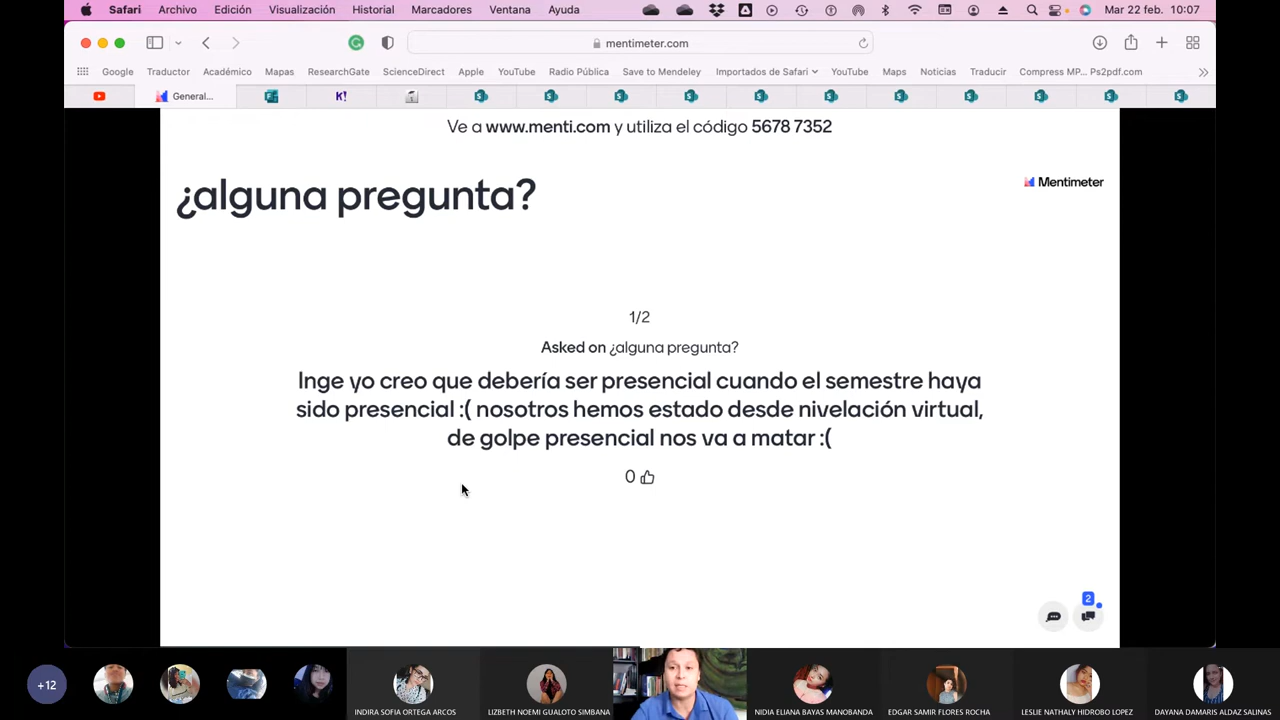 Safari Archivo Edición Visualización Historial Marcadores Ventana Ayuda Mar 22 feb. 10:07
mentimeter.com
Google Traductor Académico Mapas ResearchGate ScienceDirect Apple YouTube Radio Pública Save to Mendeley Importados de Safari YouTube Maps Noticias Traducir Compress MP... Ps2pdf.com
General... K!
Ve a www.menti.com y utiliza el código 5678 7352
¿alguna pregunta?
Mentimeter
1/2
Asked on ¿alguna pregunta?
Inge yo creo que debería ser presencial cuando el semestre haya
sido presencial :( nosotros hemos estado desde nivelación virtual,
de golpe presencial nos va a matar :(
0
2
+12
INDIRA SOFIA ORTEGA ARCOS LIZBETH NOEMI GUALOTO SIMBANA NIDIA ELIANA BAYAS MANOBANDA EDGAR SAMIR FLORES ROCHA LESLIE NATHALY HIDROBO LOPEZ DAYANA DAMARIS ALDAZ SALINAS